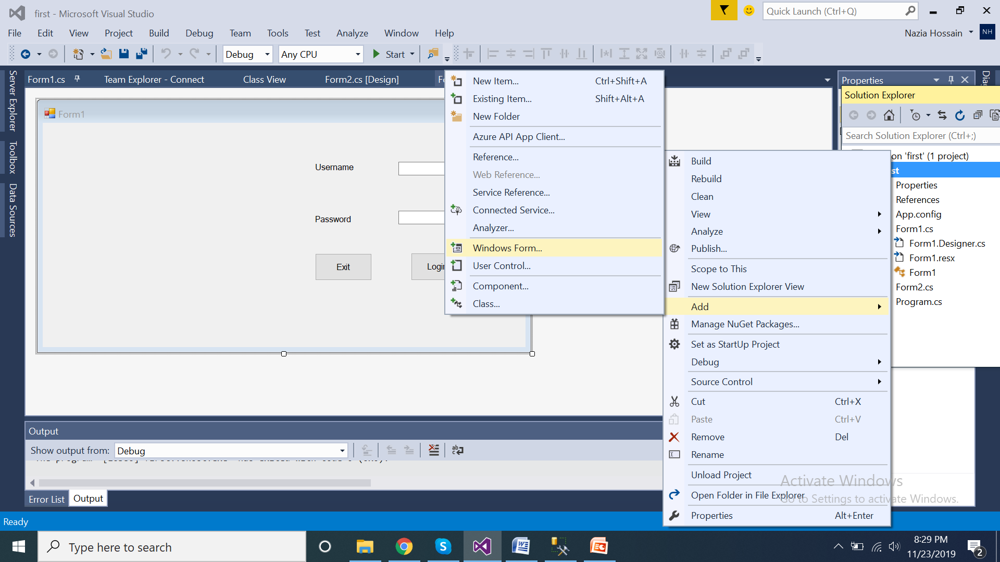 first - Microsoft Visual Studio
Quick Launch (Ctrl+Q)
File Edit View Project Build Debug Team Tools Test Analyze Window Help
Nazia Hossain NH
Debug Any CPU Start
Server Explorer
Toolbox
Data Sources
Form1.cs Team Explorer - Connect Class View Form2.cs [Design]
Form1
Username
Password
Exit
New Item... Ctrl+Shift+A
Existing Item... Shift+Alt+A
New Folder
Azure API App Client...
Reference...
Web Reference...
Service Reference...
Connected Service...
Analyzer...
Windows Form...
User Control...
Component...
Class...
Build
Rebuild
Clean
View
Analyze
Publish...
Scope to This
New Solution Explorer View
Add
Manage NuGet Packages...
Set as StartUp Project
Debug
Source Control
Cut Ctrl+X
Paste Ctrl+V
Remove Del
Rename
Unload Project
Open Folder in File Explorer
Properties Alt+Enter
Properties
Solution Explorer
Search Solution Explorer (Ctrl+;)
on 'first' (1 project)
st
Properties
References
App.config
Form1.cs
Form1.Designer.cs
Form1.resx
Form1
Form2.cs
Program.cs
Output
Show output from: Debug
Error List Output
Activate Windows
Go to Settings to activate Windows.
Ready
Type here to search
8:29 PM
11/23/2019
2